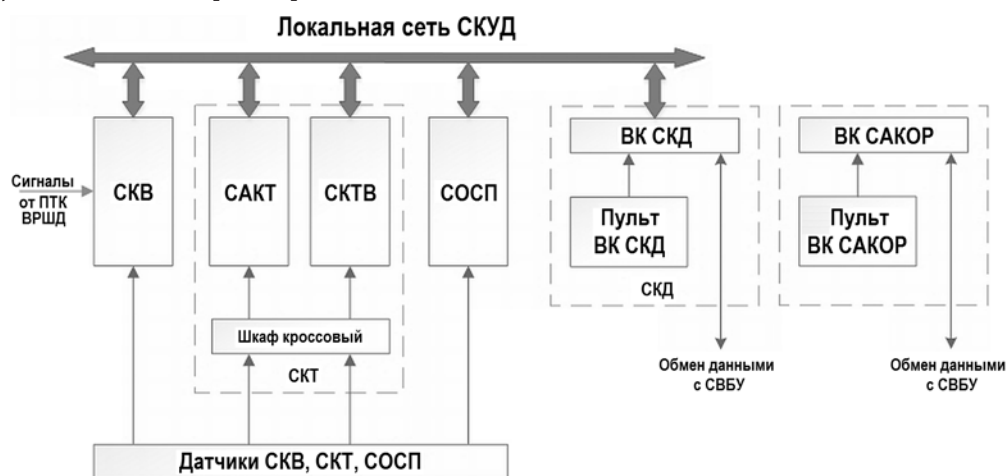 Локальная сеть СКУД
Сигналы
от ПТК
ВРШД
СКВ
САКТ
СКТВ
СОСП
ВК СКД
Пульт
ВК СКД
СКД
ВК САКОР
Пульт
ВК САКОР
Шкаф кроссовый
СКТ
Обмен данными
с СВБУ
Обмен данными
с СВБУ
Датчики СКВ, СКТ, СОСП